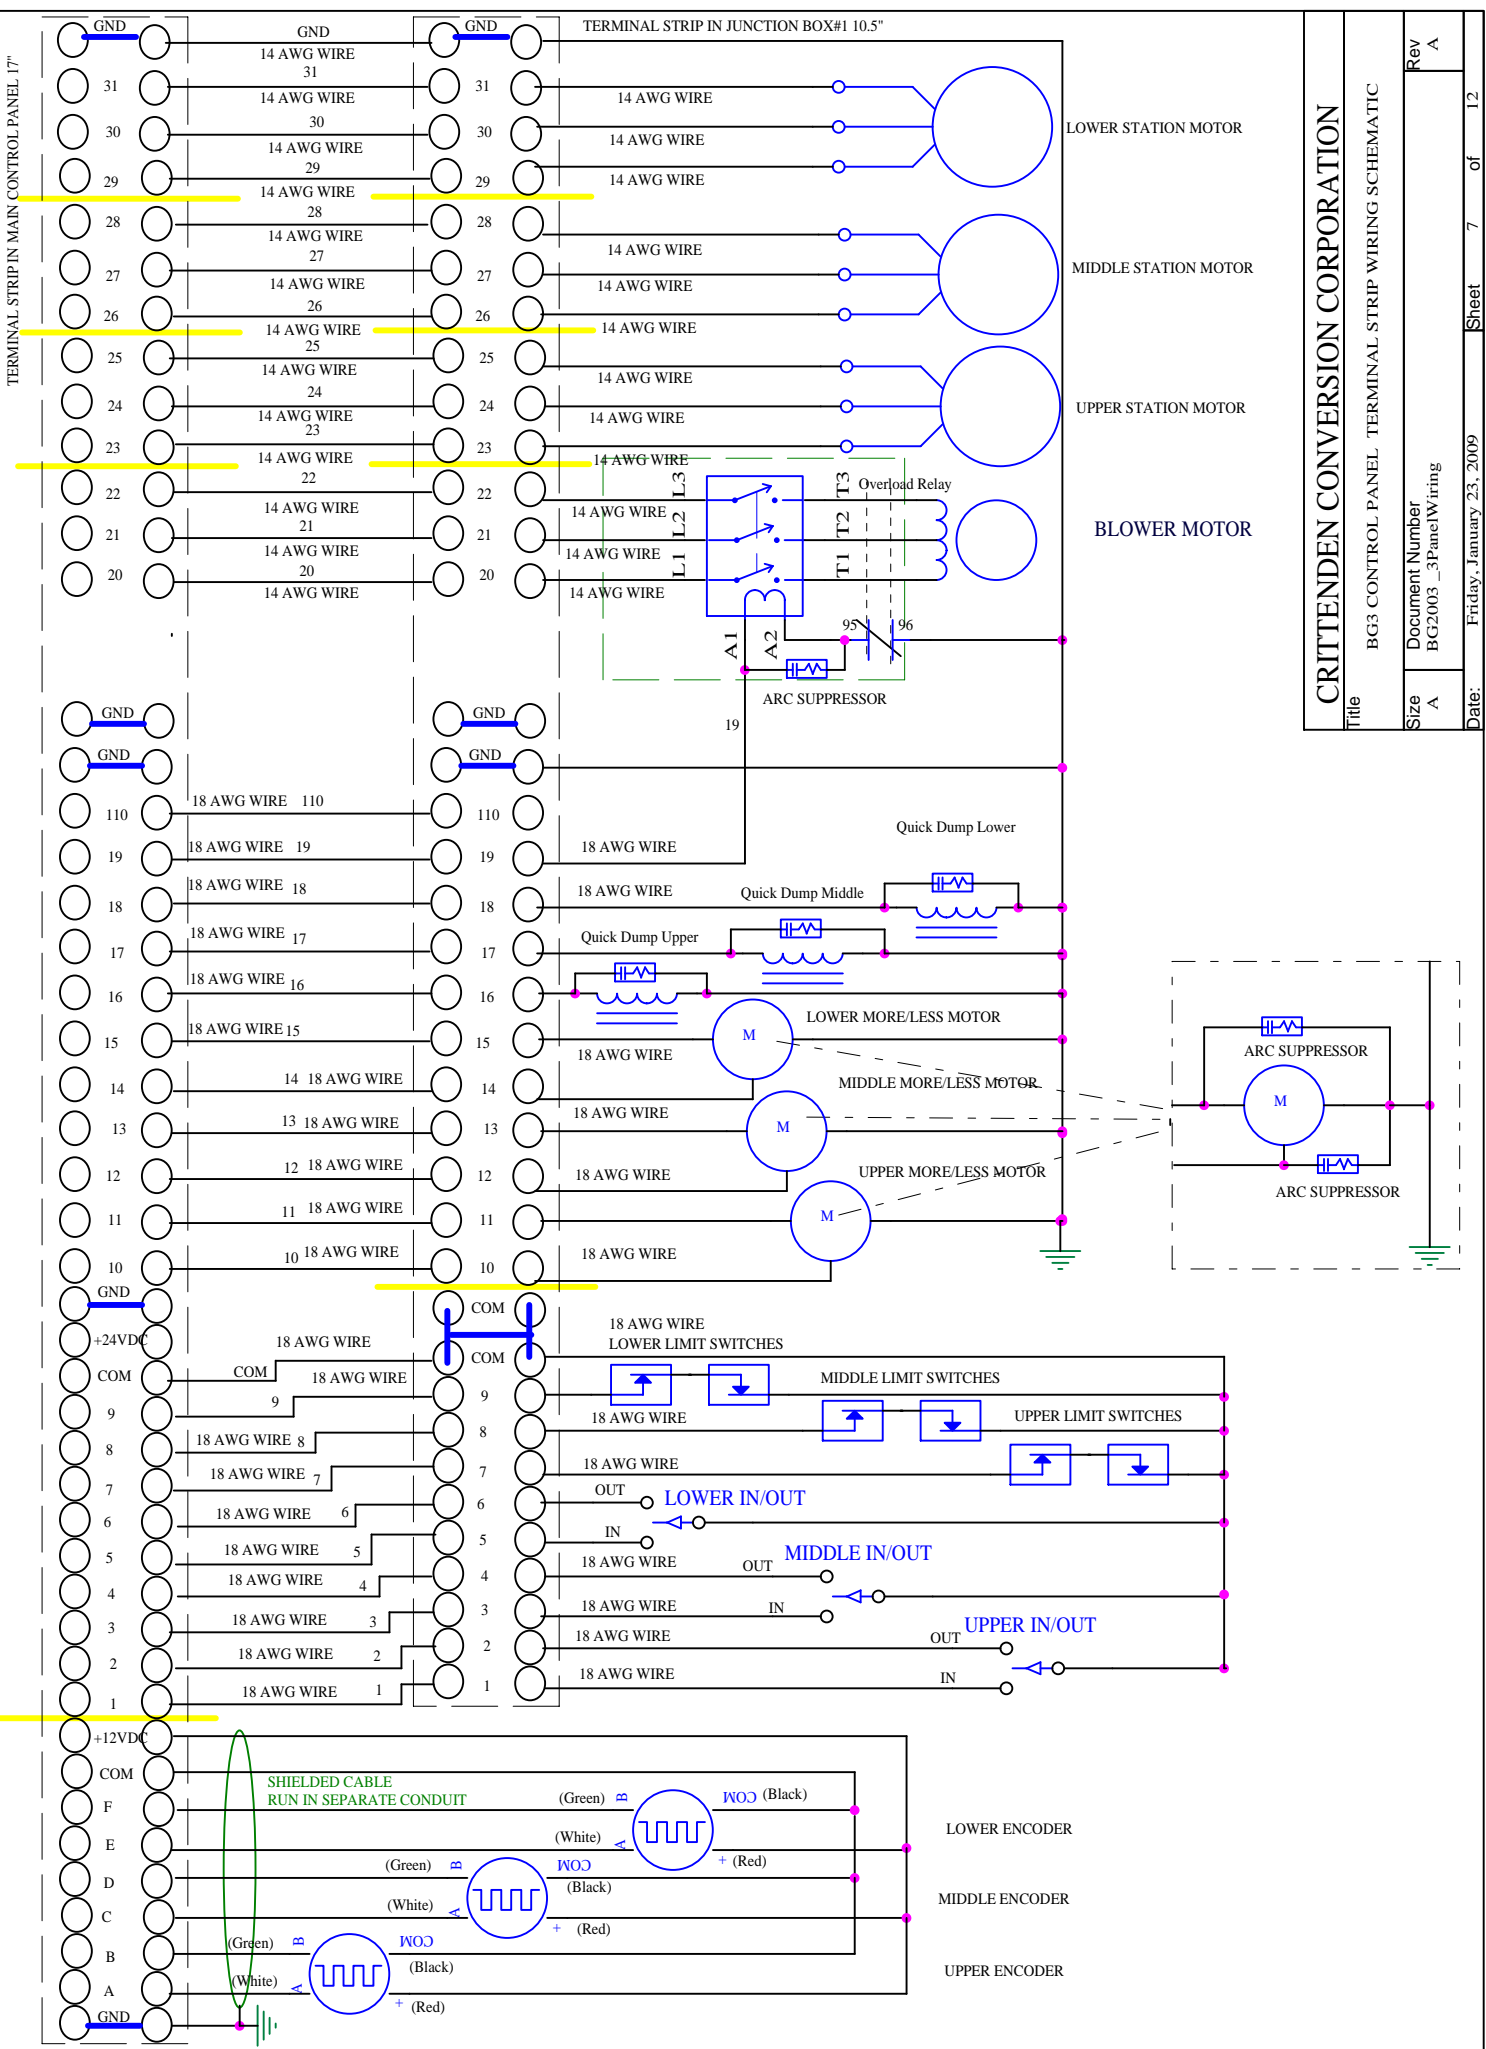 TERMINAL STRIP IN MAIN CONTROL PANEL 17"
TERMINAL STRIP IN JUNCTION BOX#1 10.5"
GND
GND
GND
14 AWG WIRE
31
31
31
14 AWG WIRE
14 AWG WIRE
30
30
30
14 AWG WIRE
14 AWG WIRE
LOWER STATION MOTOR
29
29
29
14 AWG WIRE
14 AWG WIRE
28
28
28
14 AWG WIRE
14 AWG WIRE
27
27
27
14 AWG WIRE
14 AWG WIRE
MIDDLE STATION MOTOR
26
26
26
14 AWG WIRE
14 AWG WIRE
25
25
25
14 AWG WIRE
14 AWG WIRE
24
24
24
14 AWG WIRE
14 AWG WIRE
UPPER STATION MOTOR
23
23
23
14 AWG WIRE
14 AWG WIRE
22
22
22
14 AWG WIRE
14 AWG WIRE
L3
T3
Overload Relay
21
21
21
14 AWG WIRE
14 AWG WIRE
L2
T2
BLOWER MOTOR
20
20
20
14 AWG WIRE
14 AWG WIRE
L1
T1
A1
A2
95
96
ARC SUPPRESSOR
19
GND
GND
GND
GND
110
18 AWG WIRE 110
110
19
18 AWG WIRE 19
19
18 AWG WIRE
Quick Dump Lower
18
18 AWG WIRE 18
18
18 AWG WIRE
Quick Dump Middle
17
18 AWG WIRE 17
17
Quick Dump Upper
16
18 AWG WIRE 16
16
15
18 AWG WIRE 15
15
18 AWG WIRE
M
LOWER MORE/LESS MOTOR
14
14 18 AWG WIRE
14
MIDDLE MORE/LESS MOTOR
13
13 18 AWG WIRE
13
18 AWG WIRE
M
12
12 18 AWG WIRE
12
18 AWG WIRE
UPPER MORE/LESS MOTOR
11
11 18 AWG WIRE
11
M
10
10 18 AWG WIRE
10
18 AWG WIRE
ARC SUPPRESSOR
M
ARC SUPPRESSOR
GND
COM
+24VDC
18 AWG WIRE
COM
18 AWG WIRE
LOWER LIMIT SWITCHES
COM
COM
18 AWG WIRE
9
9
9
MIDDLE LIMIT SWITCHES
8
18 AWG WIRE 8
8
18 AWG WIRE
UPPER LIMIT SWITCHES
7
18 AWG WIRE 7
7
18 AWG WIRE
6
18 AWG WIRE 6
6
OUT
LOWER IN/OUT
5
18 AWG WIRE 5
5
IN
4
18 AWG WIRE 4
4
18 AWG WIRE
OUT
MIDDLE IN/OUT
3
18 AWG WIRE 3
3
18 AWG WIRE
IN
2
18 AWG WIRE 2
2
18 AWG WIRE
OUT
UPPER IN/OUT
1
18 AWG WIRE 1
1
18 AWG WIRE
IN
+12VDC
COM
SHIELDED CABLE
RUN IN SEPARATE CONDUIT
F
(Green) B
COM (Black)
E
(White) A
+ (Red)
LOWER ENCODER
D
(Green) B
COM
(Black)
C
(White) A
+ (Red)
MIDDLE ENCODER
B
(Green) B
COM
(Black)
A
(White) A
+ (Red)
UPPER ENCODER
GND
CRITTENDEN CONVERSION CORPORATION
Title
BG3 CONTROL PANEL TERMINAL STRIP WIRING SCHEMATIC
Size
A
Document Number
BG2003 _3PanelWiring
Rev
A
Date:
Friday, January 23, 2009
Sheet
7
of
12